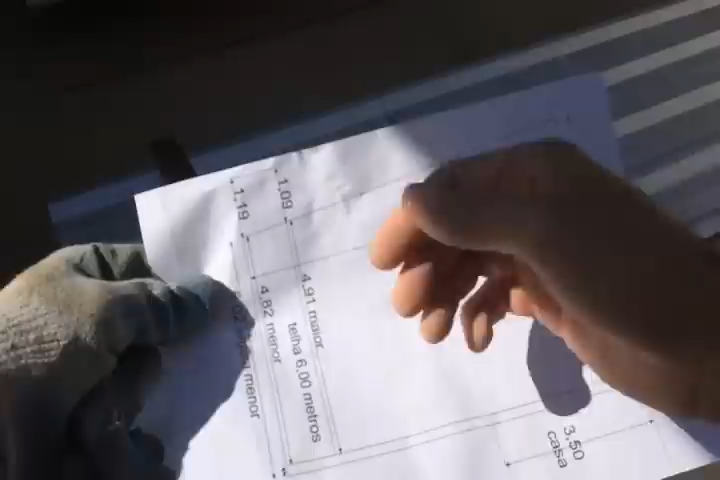 1,09
1,19
4,91 maior
telha 6,00 metros
4,82 menor
menor
3,50
casa